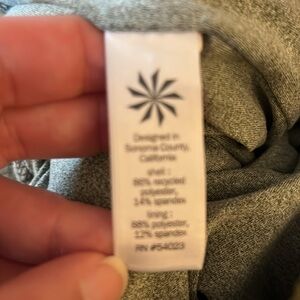 Designed in
Sonoma County,
California
shell :
86% recycled
polyester,
14% spandex
lining :
88% polyester,
12% spandex
RN #54023